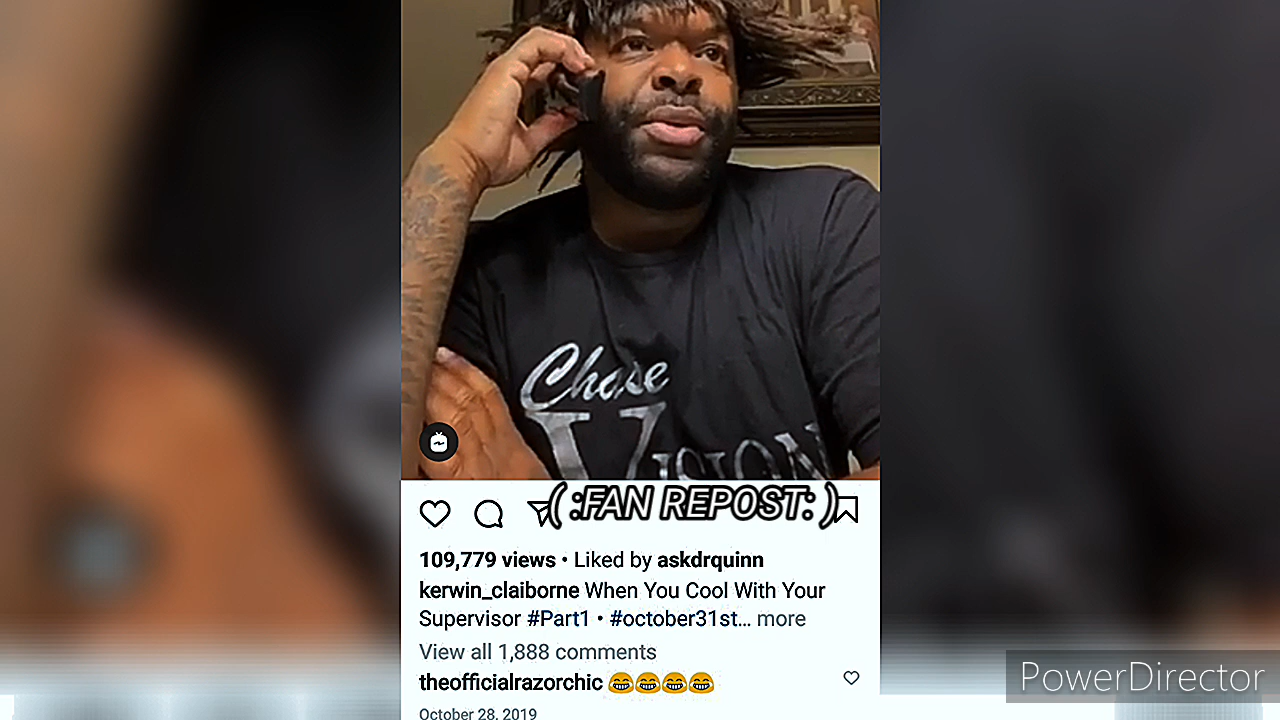 Chase
Vision
( :FAN REPOST: )
109,779 views • Liked by askdrquinn
kerwin_claiborne When You Cool With Your
Supervisor #Part1 • #october31st... more
View all 1,888 comments
theofficialrazorchic 😂😂😂😂
October 28, 2019
PowerDirector